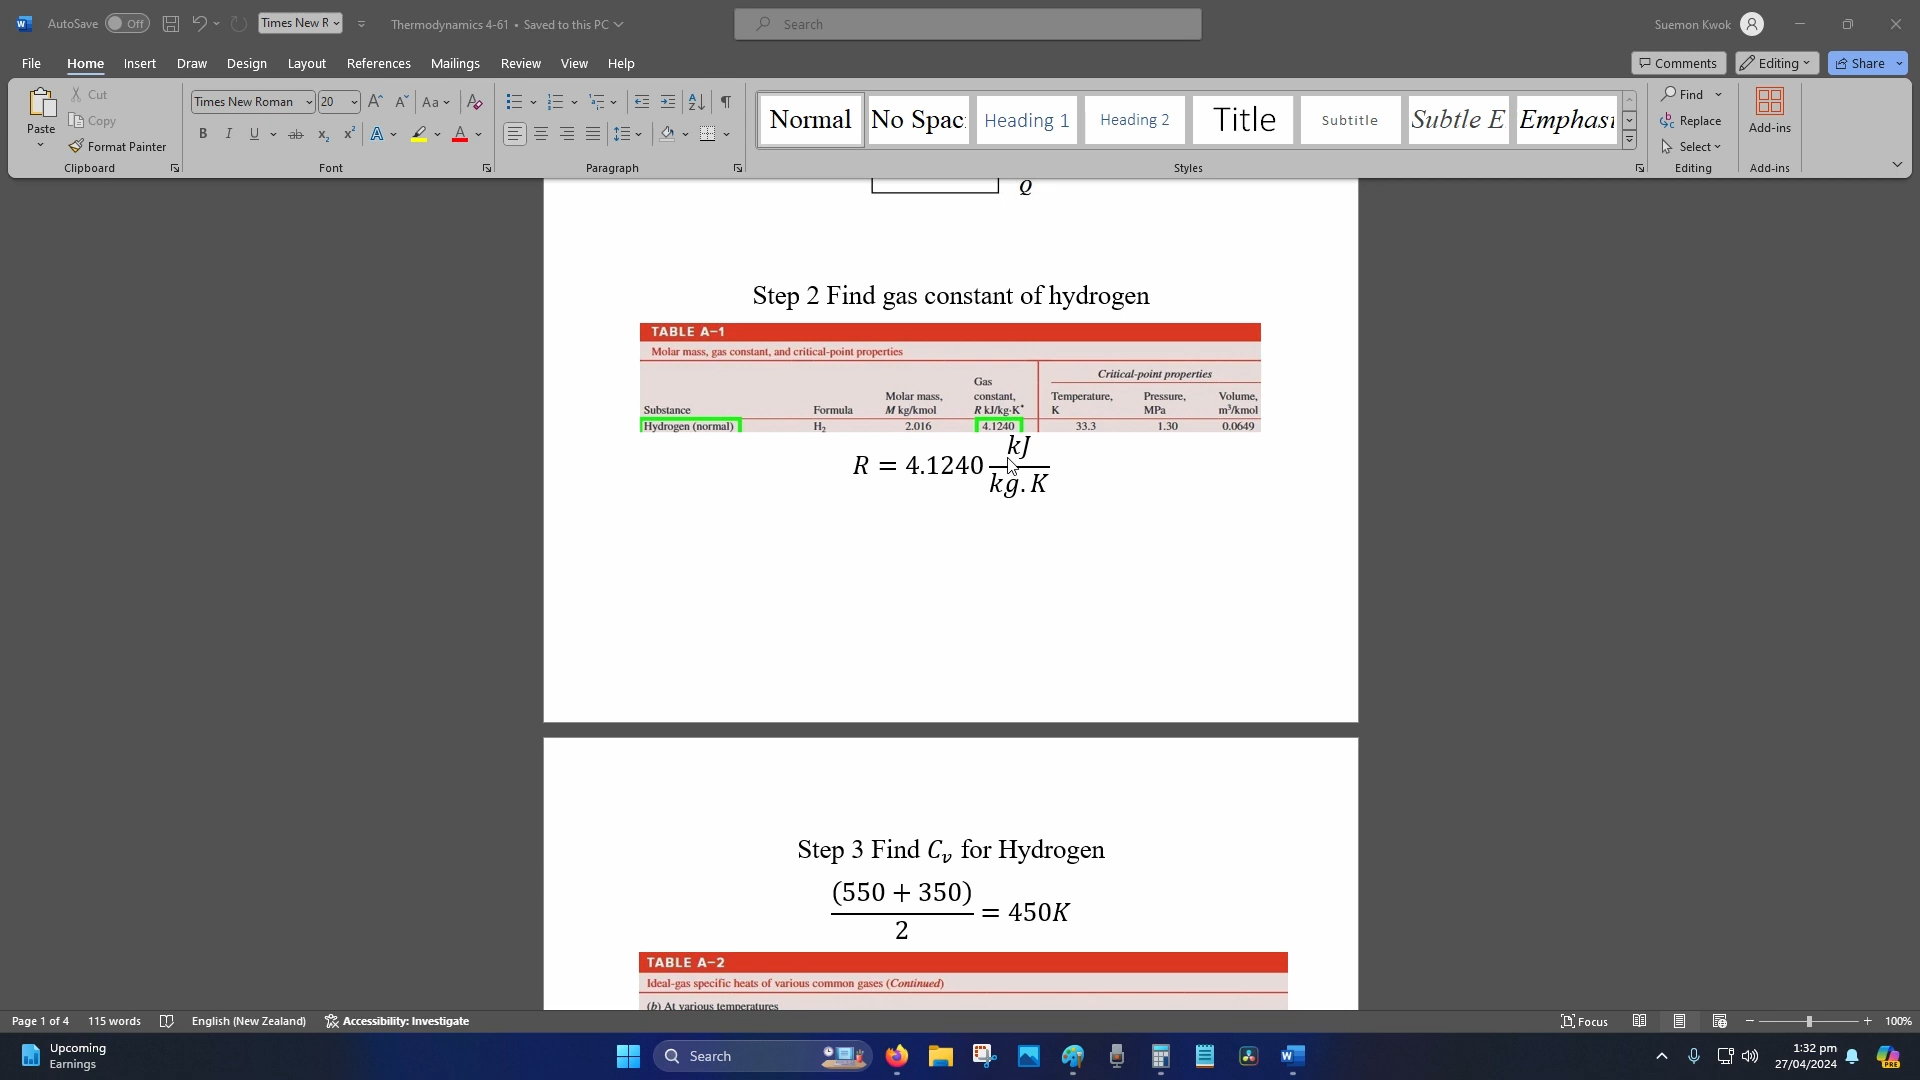 AutoSave Off Times New R Thermodynamics 4-61 • Saved to this PC Search Suemon Kwok
File Home Insert Draw Design Layout References Mailings Review View Help Comments Editing Share
Paste
Cut
Copy
Format Painter
Clipboard
Times New Roman 20
Font
Paragraph
Normal No Spac Heading 1 Heading 2 Title Subtitle Subtle E Emphasi
Styles
Find
Replace
Select
Editing
Add-ins
Add-ins
Q
Step 2 Find gas constant of hydrogen
TABLE A–1
Molar mass, gas constant, and critical-point properties
Critical-point properties
Gas
Molar mass, constant, Temperature, Pressure, Volume,
Substance Formula M kg/kmol R kJ/kg·K* K MPa m³/kmol
Hydrogen (normal) H₂ 2.016 4.1240 33.3 1.30 0.0649
R = 4.1240 kJ/kg.K
Step 3 Find Cᵥ for Hydrogen
(550 + 350)/2 = 450K
TABLE A–2
Ideal-gas specific heats of various common gases (Continued)
(b) At various temperatures
Page 1 of 4 115 words English (New Zealand) Accessibility: Investigate Focus 100%
Upcoming
Earnings
Search
1:32 pm
27/04/2024
PRE